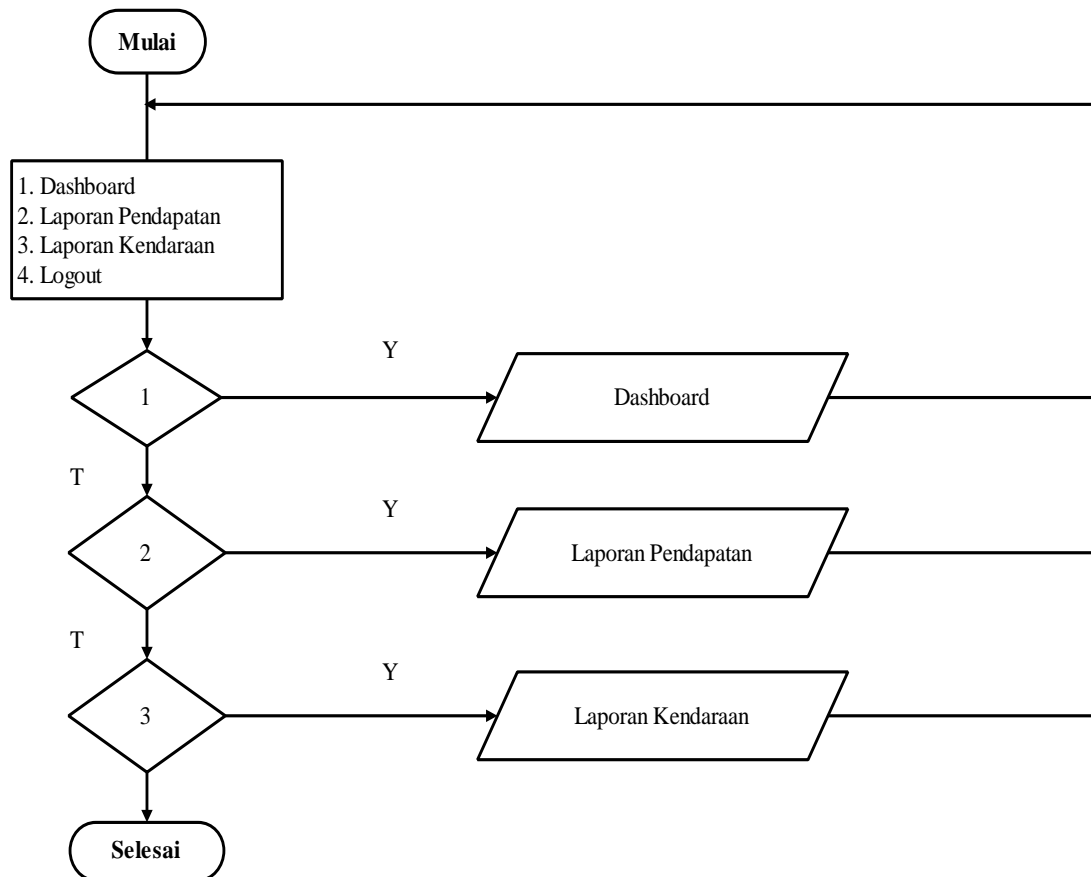 Mulai
1. Dashboard
2. Laporan Pendapatan
3. Laporan Kendaraan
4. Logout
Y
1
Dashboard
T
Y
2
Laporan Pendapatan
T
Y
3
Laporan Kendaraan
Selesai